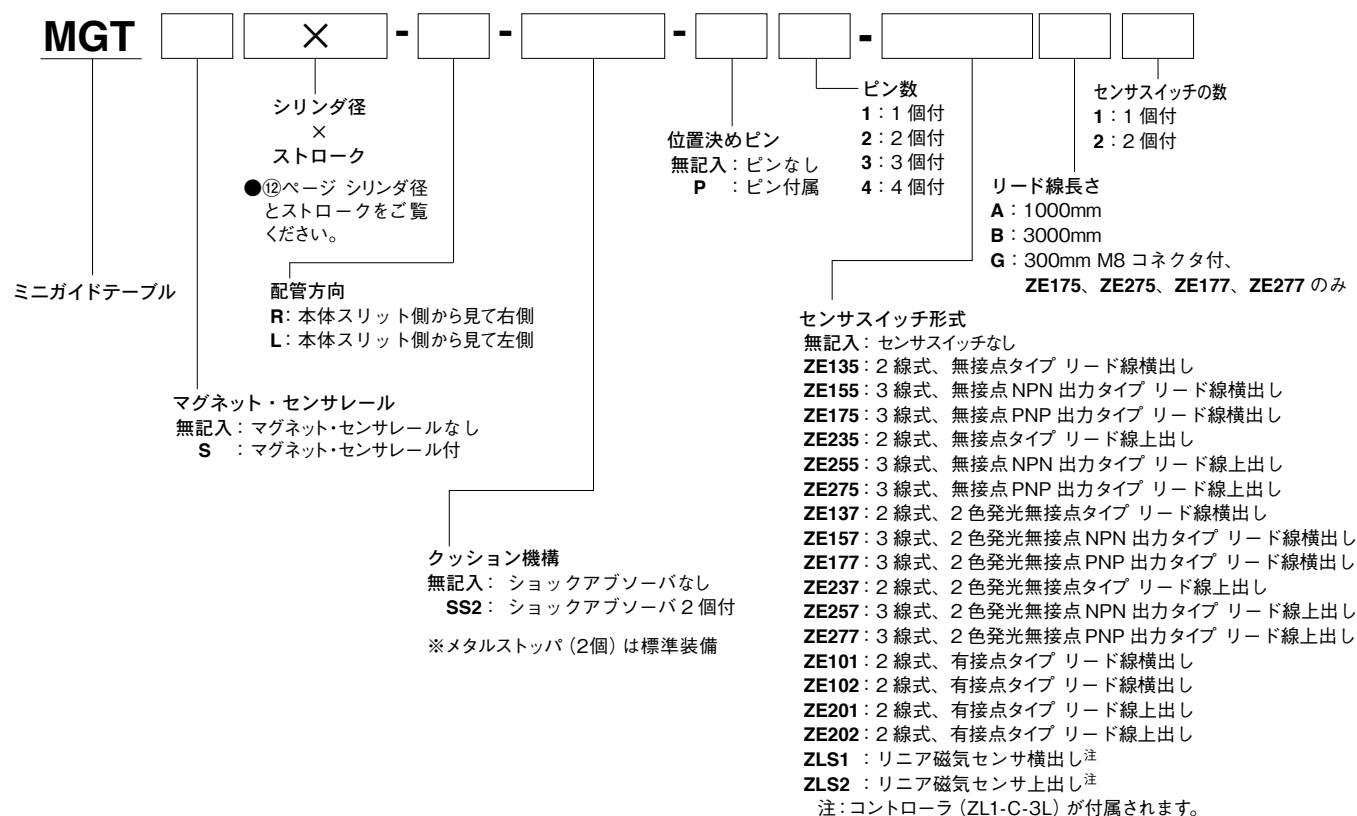 MGT × - - - -
シリンダ径
×
ストローク
●⑫ページ シリンダ径
とストロークをご覧
ください。
ミニガイドテーブル
配管方向
R：本体スリット側から見て右側
L：本体スリット側から見て左側
マグネット・センサレール
無記入：マグネット・センサレールなし
S ：マグネット・センサレール付
クッション機構
無記入： ショックアブソーバなし
SS2： ショックアブソーバ2個付
※メタルストッパ（2個）は標準装備
位置決めピン
無記入：ピンなし
P ：ピン付属
ピン数
1：1個付
2：2個付
3：3個付
4：4個付
センサスイッチの数
1：1個付
2：2個付
リード線長さ
A：1000mm
B：3000mm
G：300mm M8 コネクタ付、
ZE175、ZE275、ZE177、ZE277 のみ
センサスイッチ形式
無記入：センサスイッチなし
ZE135：2線式、無接点タイプ リード線横出し
ZE155：3線式、無接点 NPN 出力タイプ リード線横出し
ZE175：3線式、無接点 PNP 出力タイプ リード線横出し
ZE235：2線式、無接点タイプ リード線上出し
ZE255：3線式、無接点 NPN 出力タイプ リード線上出し
ZE275：3線式、無接点 PNP 出力タイプ リード線上出し
ZE137：2線式、2色発光無接点タイプ リード線横出し
ZE157：3線式、2色発光無接点 NPN 出力タイプ リード線横出し
ZE177：3線式、2色発光無接点 PNP 出力タイプ リード線横出し
ZE237：2線式、2色発光無接点タイプ リード線上出し
ZE257：3線式、2色発光無接点 NPN 出力タイプ リード線上出し
ZE277：3線式、2色発光無接点 PNP 出力タイプ リード線上出し
ZE101：2線式、有接点タイプ リード線横出し
ZE102：2線式、有接点タイプ リード線横出し
ZE201：2線式、有接点タイプ リード線上出し
ZE202：2線式、有接点タイプ リード線上出し
ZLS1 ：リニア磁気センサ横出し注
ZLS2 ：リニア磁気センサ上出し注
注：コントローラ（ZL1-C-3L）が付属されます。